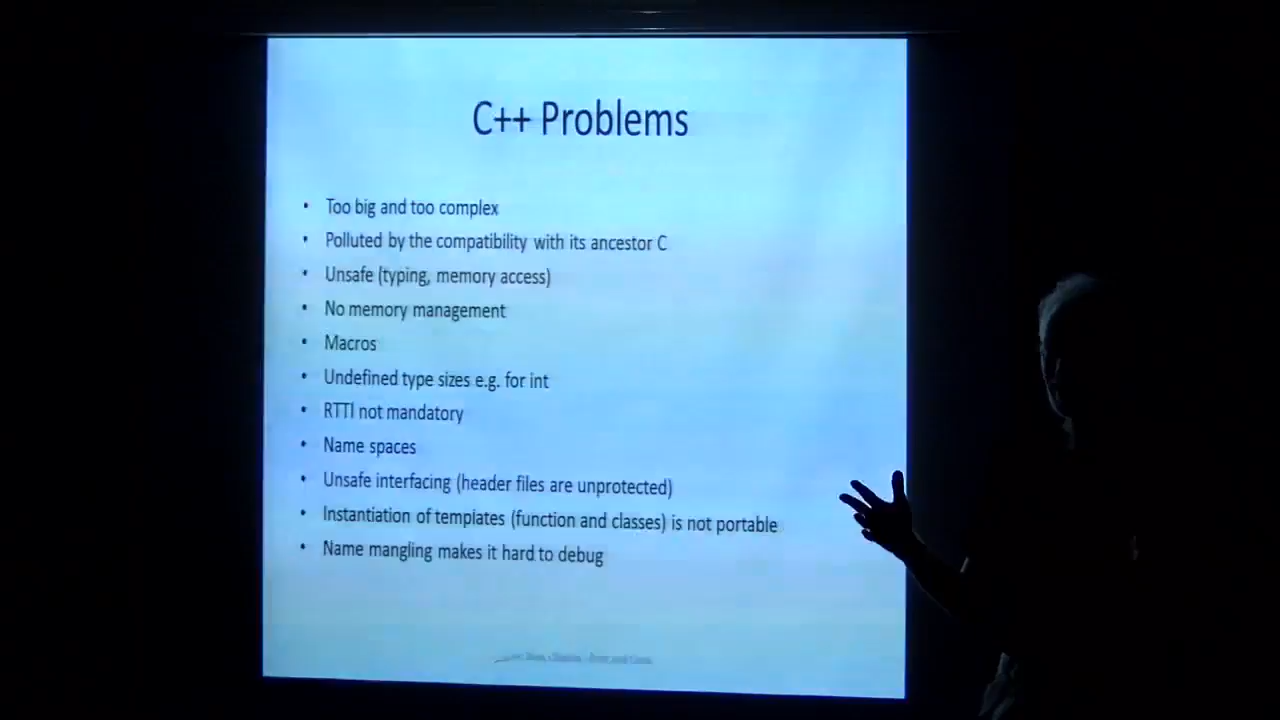 C++ Problems
• Too big and too complex
• Polluted by the compatibility with its ancestor C
• Unsafe (typing, memory access)
• No memory management
• Macros
• Undefined type sizes e.g. for int
• RTTI not mandatory
• Name spaces
• Unsafe interfacing (header files are unprotected)
• Instantiation of templates (function and classes) is not portable
• Name mangling makes it hard to debug